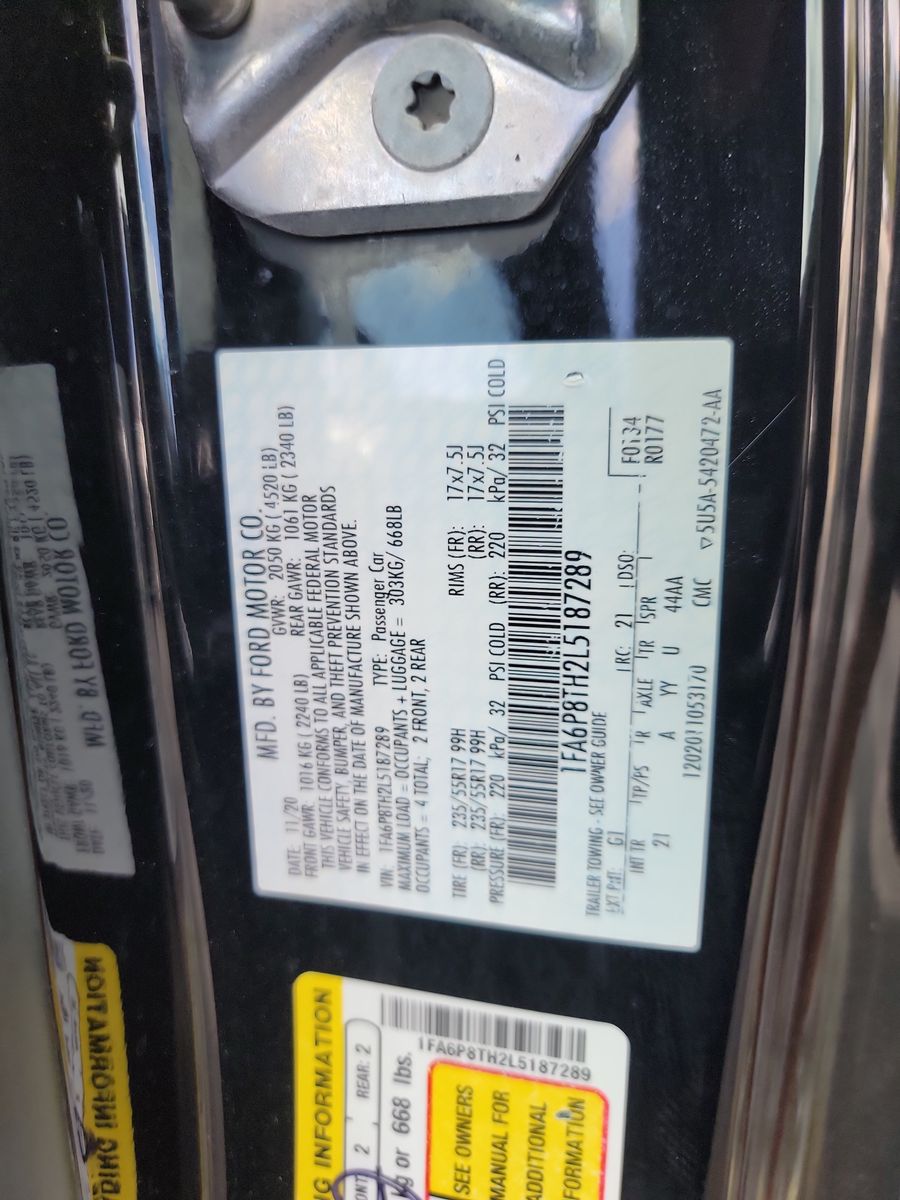 MFD. BY FORD MOTOR CO.
DATE: 11/20 GVWR: 2050 KG ( 4520 LB)
FRONT GAWR: 1016 KG ( 2240 LB) REAR GAWR: 1061 KG ( 2340 LB)
THIS VEHICLE CONFORMS TO ALL APPLICABLE FEDERAL MOTOR
VEHICLE SAFETY, BUMPER, AND THEFT PREVENTION STANDARDS
IN EFFECT ON THE DATE OF MANUFACTURE SHOWN ABOVE.
VIN: 1FA6P8TH2L5187289 TYPE: Passenger Car
MAXIMUM LOAD = OCCUPANTS + LUGGAGE = 303KG/ 668LB
OCCUPANTS = 4 TOTAL; 2 FRONT, 2 REAR
TIRE (FR): 235/55R17 99H RIMS (FR): 17x7.5J
(RR): 235/55R17 99H (RR): 17x7.5J
PRESSURE (FR): 220 kPa/ 32 PSI COLD (RR): 220 kPa/ 32 PSI COLD
1FA6P8TH2L5187289
TRAILER TOWING - SEE OWNER GUIDE
EXT PNT: G1 RC: 21 DSO: F0134
INT TR TP/PS R AXLE TR SPR R0177
21 A YY U 44AA
1202011053170 CMC ▽5U5A-5420472-AA
INFORMATION
2 REAR: 2
kg or 668 lbs.
1FA6P8TH2L5187289
SEE OWNERS
MANUAL FOR
ADDITIONAL
INFORMATION